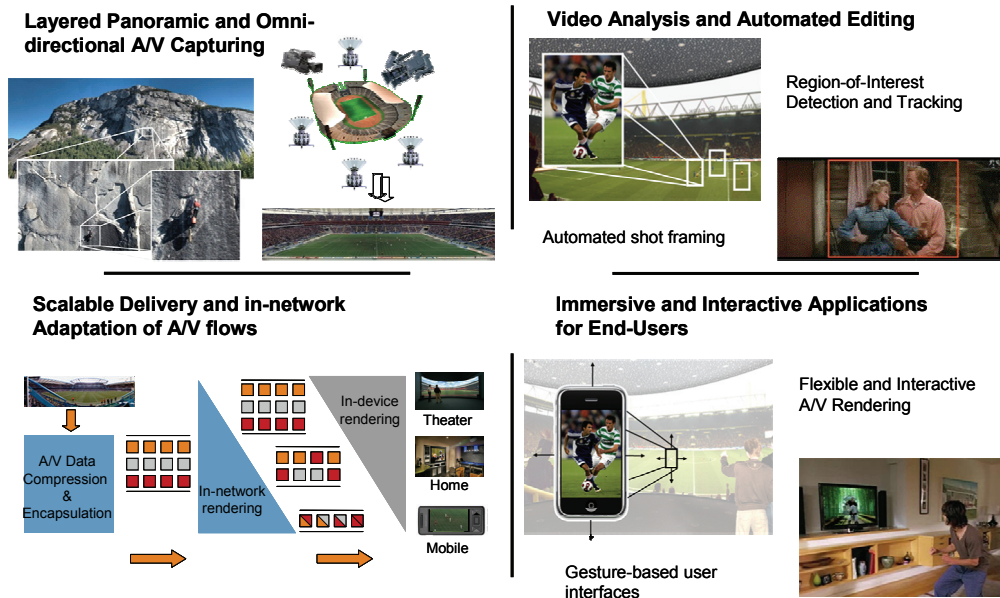 Layered Panoramic and Omni-
directional A/V Capturing
Video Analysis and Automated Editing
Region-of-Interest
Detection and Tracking
Automated shot framing
Scalable Delivery and in-network
Adaptation of A/V flows
A/V Data
Compression
&
Encapsulation
In-network
rendering
In-device
rendering
Theater
Home
Mobile
Immersive and Interactive Applications
for End-Users
Flexible and Interactive
A/V Rendering
Gesture-based user
interfaces